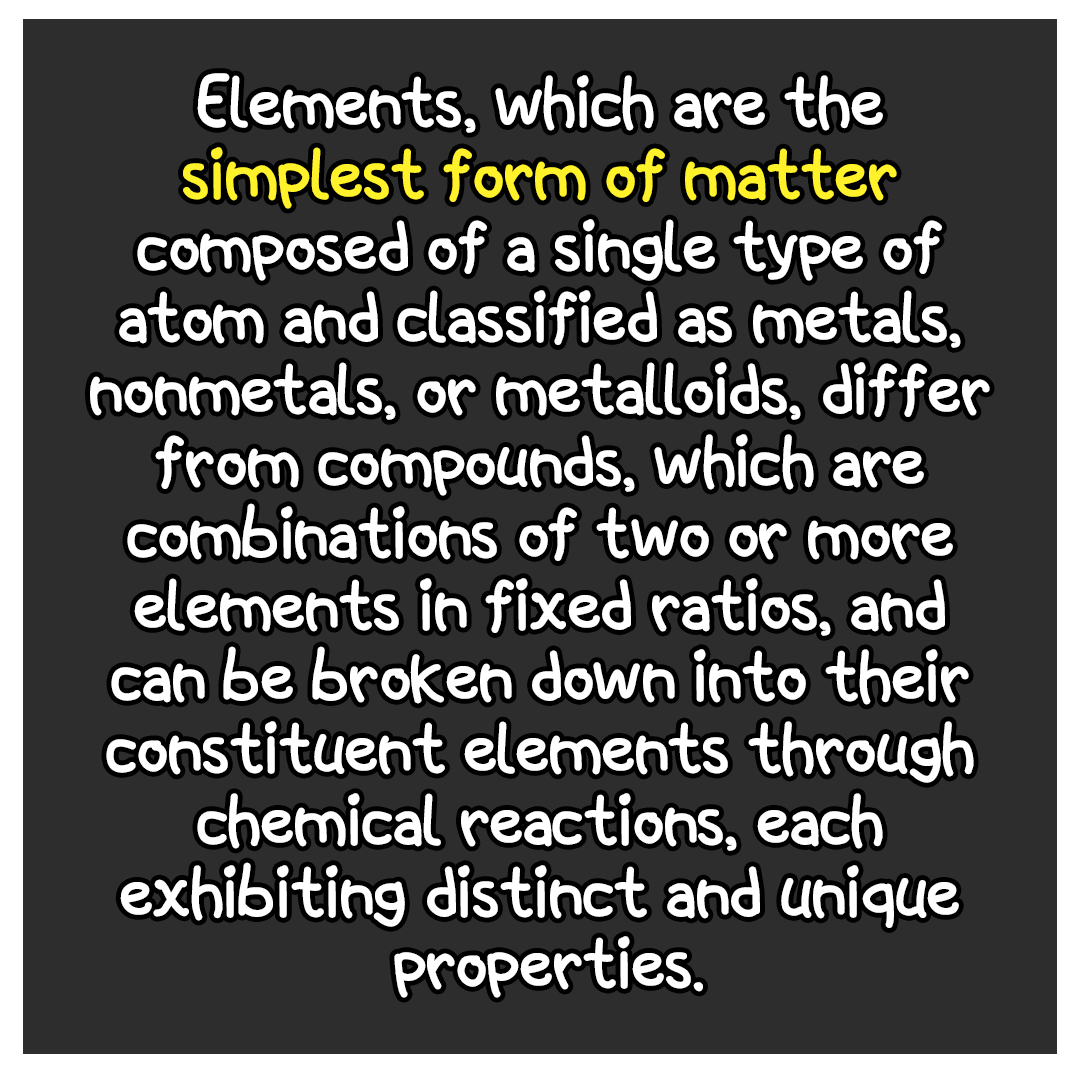 Elements, which are the
simplest form of matter
composed of a single type of
atom and classified as metals,
nonmetals, or metalloids, differ
from compounds, which are
combinations of two or more
elements in fixed ratios, and
can be broken down into their
constituent elements through
chemical reactions, each
exhibiting distinct and unique
properties.